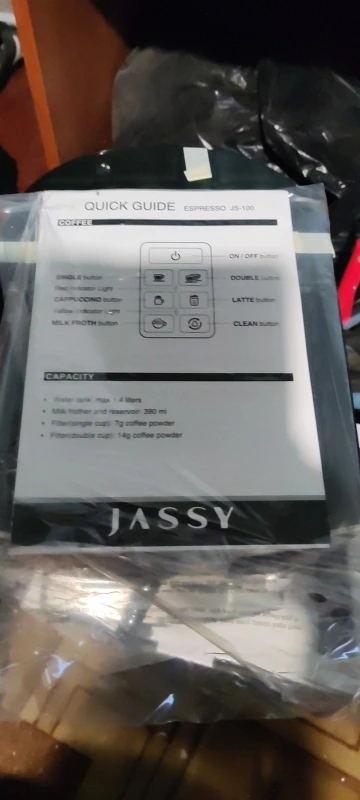 QUICK GUIDE ESPRESSO JS-100
COFFEE
ON / OFF button
SINGLE button
DOUBLE button
Red Indicator Light
CAPPUCCINO button
LATTE button
Yellow Indicator Light
MILK FROTH button
CLEAN button
CAPACITY
• Water tank: max 1.4 liters
• Milk frother and reservoir: 380 ml
• Filter(single cup): 7g coffee powder
• Filter(double cup): 14g coffee powder
JASSY